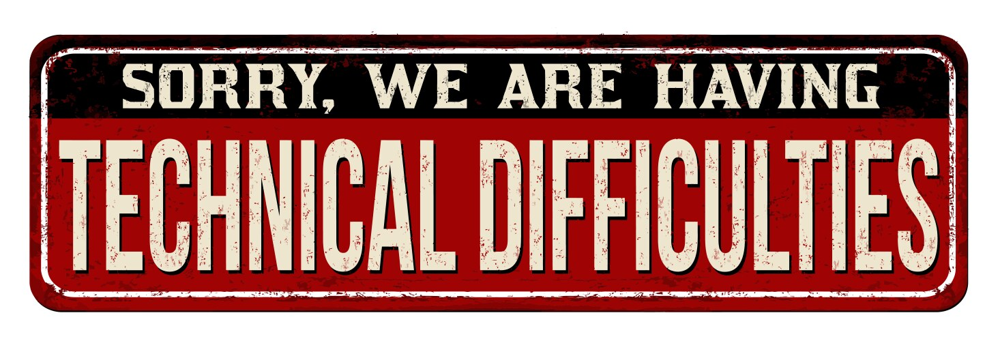 SORRY, WE ARE HAVING
TECHNICAL DIFFICULTIES